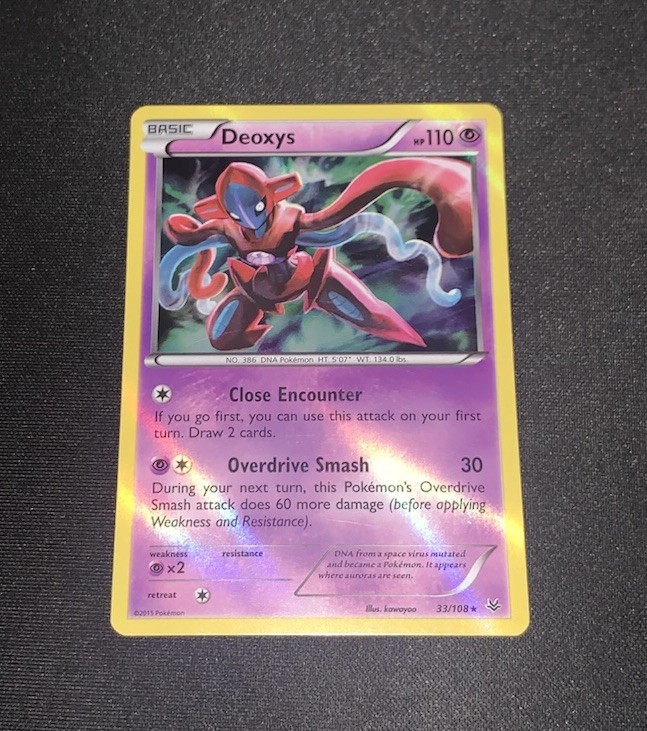 BASIC Deoxys HP110
NO. 386 DNA Pokémon HT: 5'07" WT: 134.0 lbs.
Close Encounter
If you go first, you can use this attack on your first
turn. Draw 2 cards.
Overdrive Smash 30
During your next turn, this Pokémon's Overdrive
Smash attack does 60 more damage (before applying
Weakness and Resistance).
weakness resistance
×2
DNA from a space virus mutated
and became a Pokémon. It appears
where auroras are seen.
retreat
©2015 Pokémon Illus. kawayoo 33/108